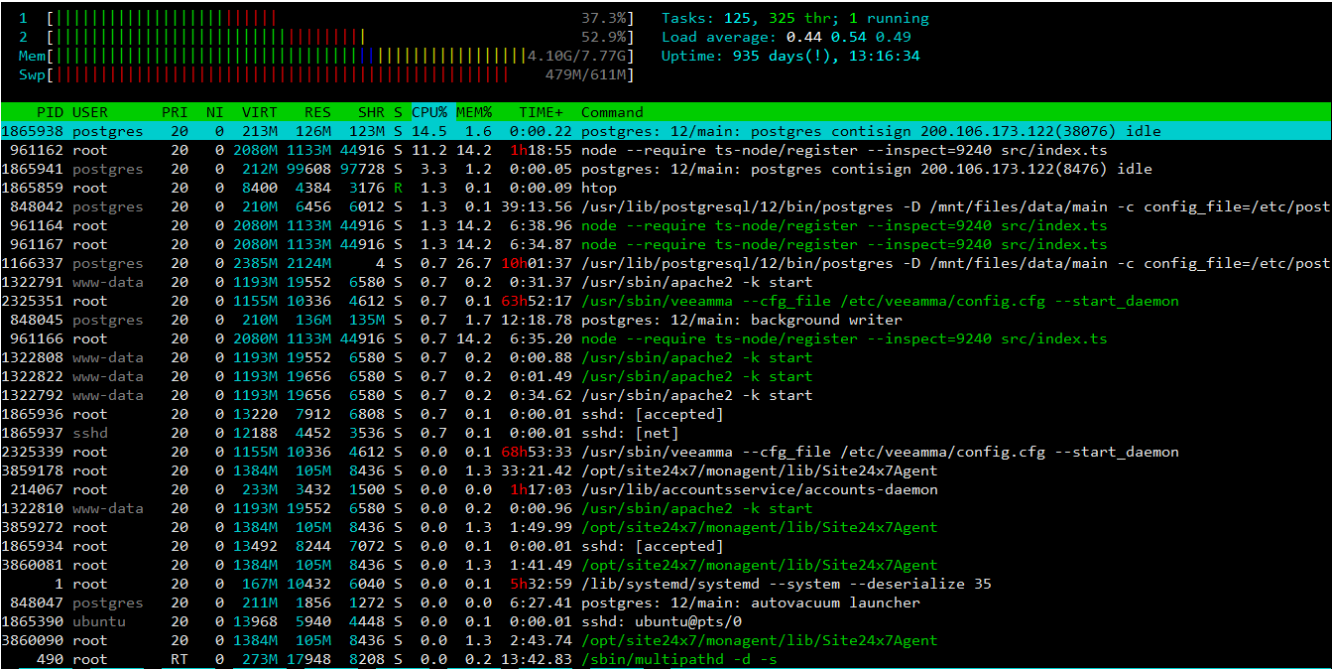 1 [||||||||||||||||||||||||||| 37.3%] Tasks: 125, 325 thr; 1 running
2 [|||||||||||||||||||||||||||||||||||||| 52.9%] Load average: 0.44 0.54 0.49
Mem[||||||||||||||||||||||||||||||||||||||||||||||||||||||||||4.10G/7.77G] Uptime: 935 days(!), 13:16:34
Swp[|||||||||||||||||||||||||||||||||||||||||||||||||||||||| 479M/611M]
PID USER PRI NI VIRT RES SHR S CPU% MEM% TIME+ Command
1865938 postgres 20 0 213M 126M 123M S 14.5 1.6 0:00.22 postgres: 12/main: postgres contisign 200.106.173.122(38076) idle
961162 root 20 0 2080M 1133M 44916 S 11.2 14.2 1h18:55 node --require ts-node/register --inspect=9240 src/index.ts
1865941 postgres 20 0 212M 99608 97728 S 3.3 1.2 0:00.05 postgres: 12/main: postgres contisign 200.106.173.122(8476) idle
1865859 root 20 0 8400 4384 3176 R 1.3 0.1 0:00.09 htop
848042 postgres 20 0 210M 6456 6012 S 1.3 0.1 39:13.56 /usr/lib/postgresql/12/bin/postgres -D /mnt/files/data/main -c config_file=/etc/post
961164 root 20 0 2080M 1133M 44916 S 1.3 14.2 6:38.96 node --require ts-node/register --inspect=9240 src/index.ts
961167 root 20 0 2080M 1133M 44916 S 1.3 14.2 6:34.87 node --require ts-node/register --inspect=9240 src/index.ts
1166337 postgres 20 0 2385M 2124M 4 S 0.7 26.7 10h01:37 /usr/lib/postgresql/12/bin/postgres -D /mnt/files/data/main -c config_file=/etc/post
1322791 www-data 20 0 1193M 19552 6580 S 0.7 0.2 0:31.37 /usr/sbin/apache2 -k start
2325351 root 20 0 1155M 10336 4612 S 0.7 0.1 63h52:17 /usr/sbin/veeamma --cfg_file /etc/veeamma/config.cfg --start_daemon
848045 postgres 20 0 210M 136M 135M S 0.7 1.7 12:18.78 postgres: 12/main: background writer
961166 root 20 0 2080M 1133M 44916 S 0.7 14.2 6:35.20 node --require ts-node/register --inspect=9240 src/index.ts
1322808 www-data 20 0 1193M 19552 6580 S 0.7 0.2 0:00.88 /usr/sbin/apache2 -k start
1322822 www-data 20 0 1193M 19656 6580 S 0.7 0.2 0:01.49 /usr/sbin/apache2 -k start
1322792 www-data 20 0 1193M 19656 6580 S 0.7 0.2 0:34.62 /usr/sbin/apache2 -k start
1865936 root 20 0 13220 7912 6808 S 0.7 0.1 0:00.01 sshd: [accepted]
1865937 sshd 20 0 12188 4452 3536 S 0.7 0.1 0:00.01 sshd: [net]
2325339 root 20 0 1155M 10336 4612 S 0.0 0.1 68h53:33 /usr/sbin/veeamma --cfg_file /etc/veeamma/config.cfg --start_daemon
3859178 root 20 0 1384M 105M 8436 S 0.0 1.3 33:21.42 /opt/site24x7/monagent/lib/Site24x7Agent
214067 root 20 0 233M 3432 1500 S 0.0 0.0 1h17:03 /usr/lib/accountsservice/accounts-daemon
1322810 www-data 20 0 1193M 19552 6580 S 0.0 0.2 0:00.96 /usr/sbin/apache2 -k start
3859272 root 20 0 1384M 105M 8436 S 0.0 1.3 1:49.99 /opt/site24x7/monagent/lib/Site24x7Agent
1865934 root 20 0 13492 8244 7072 S 0.0 0.1 0:00.01 sshd: [accepted]
3860081 root 20 0 1384M 105M 8436 S 0.0 1.3 1:41.49 /opt/site24x7/monagent/lib/Site24x7Agent
1 root 20 0 167M 10432 6040 S 0.0 0.1 5h32:59 /lib/systemd/systemd --system --deserialize 35
848047 postgres 20 0 211M 1856 1272 S 0.0 0.0 6:27.41 postgres: 12/main: autovacuum launcher
1865390 ubuntu 20 0 13968 5940 4448 S 0.0 0.1 0:00.01 sshd: ubuntu@pts/0
3860090 root 20 0 1384M 105M 8436 S 0.0 1.3 2:43.74 /opt/site24x7/monagent/lib/Site24x7Agent
490 root RT 0 273M 17948 8208 S 0.0 0.2 13:42.83 /sbin/multipathd -d -s